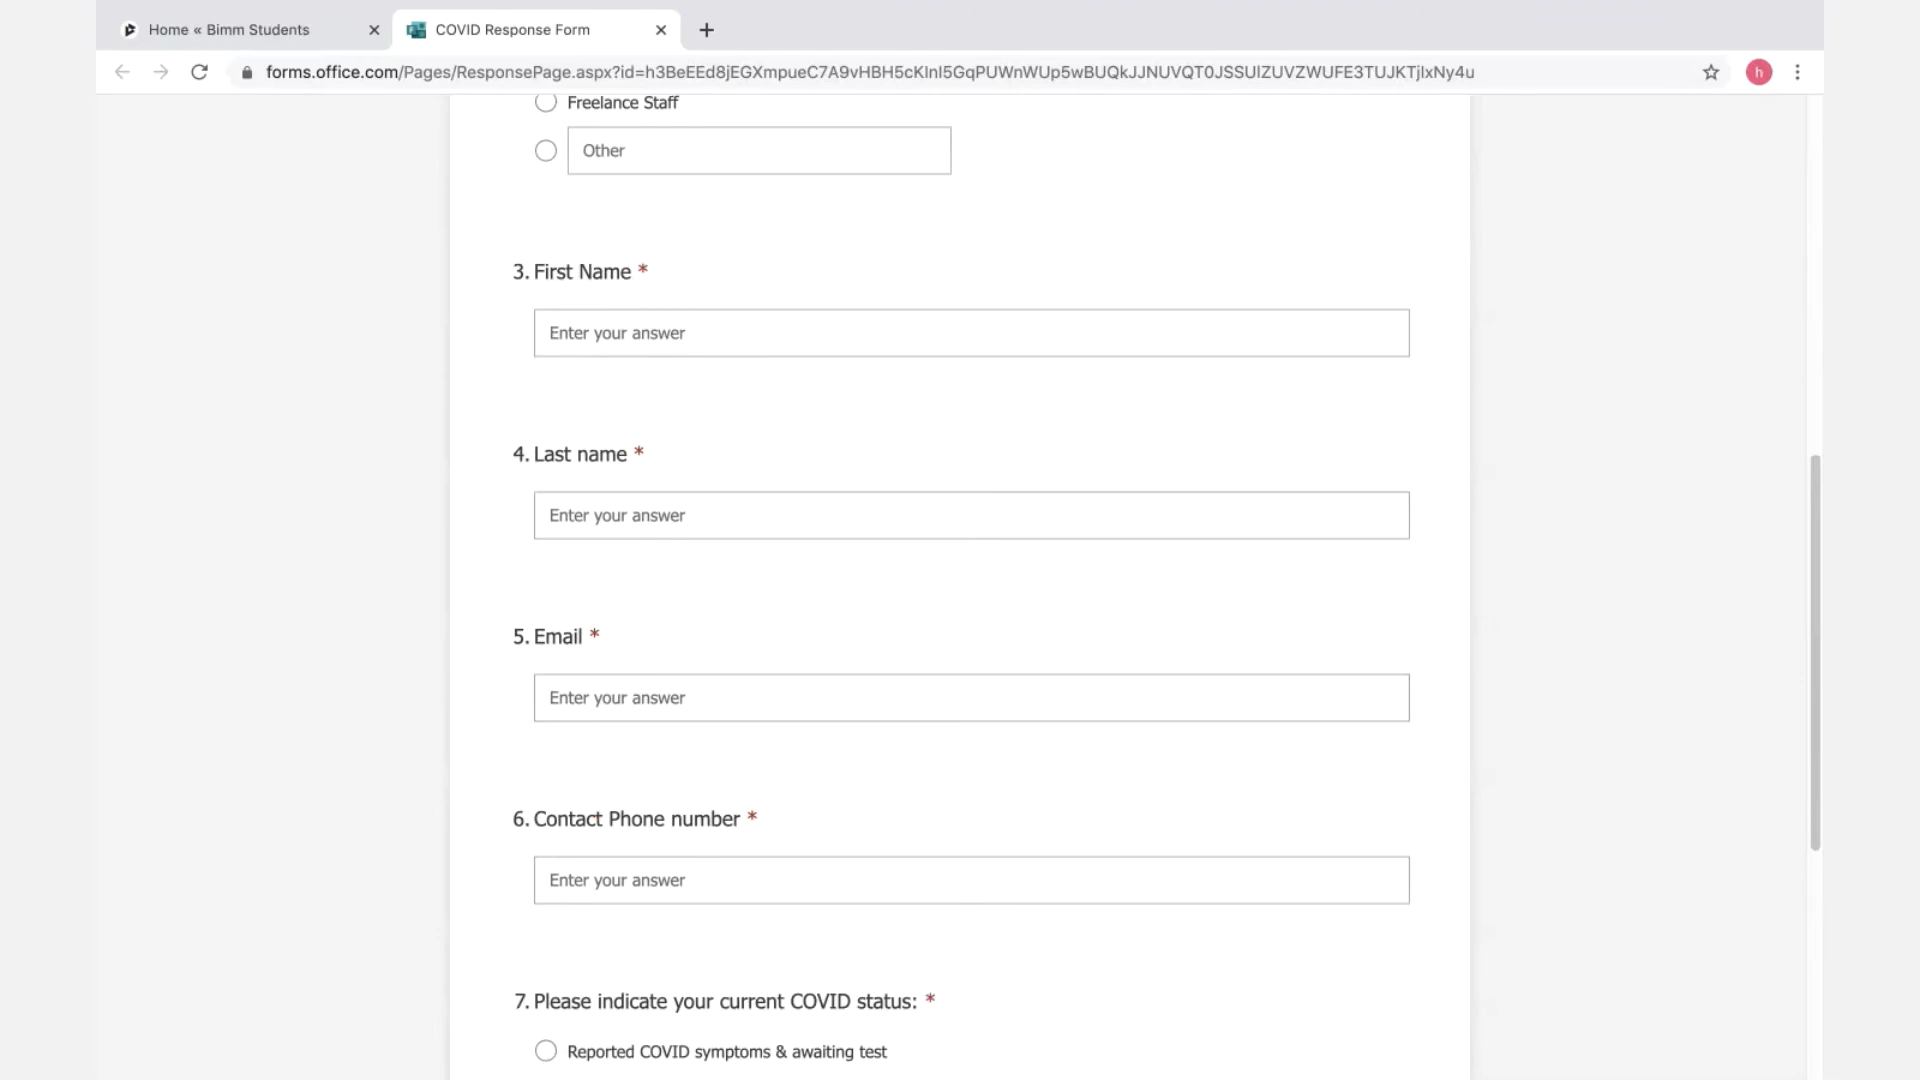 Home « Bimm Students
COVID Response Form
forms.office.com/Pages/ResponsePage.aspx?id=h3BeEEd8jEGXmpueC7A9vHBH5cKlnI5GqPUWnWUp5wBUQkJJNUVQT0JSSUlZUVZWUFE3TUJKTjlxNy4u
h
Freelance Staff
Other
3. First Name *
Enter your answer
4. Last name *
Enter your answer
5. Email *
Enter your answer
6. Contact Phone number *
Enter your answer
7. Please indicate your current COVID status: *
Reported COVID symptoms & awaiting test